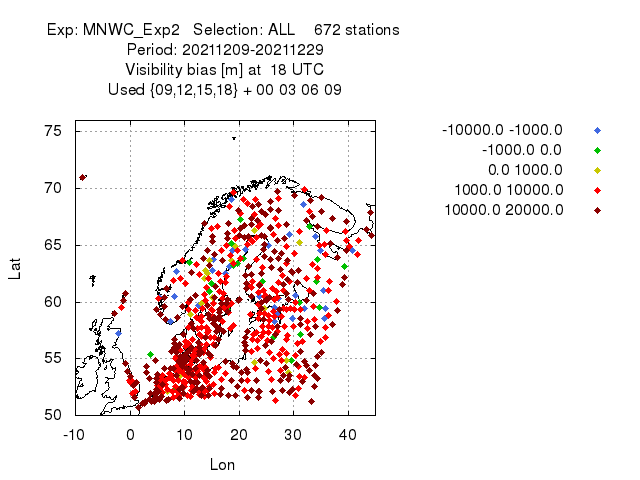 Exp: MNWC_Exp2 Selection: ALL 672 stations
Period: 20211209-20211229
Visibility bias [m] at 18 UTC
Used {09,12,15,18} + 00 03 06 09
-10000.0 -1000.0
-1000.0 0.0
0.0 1000.0
1000.0 10000.0
10000.0 20000.0
75
70
65
60
55
50
Lat
-10 0 10 20 30 40
Lon